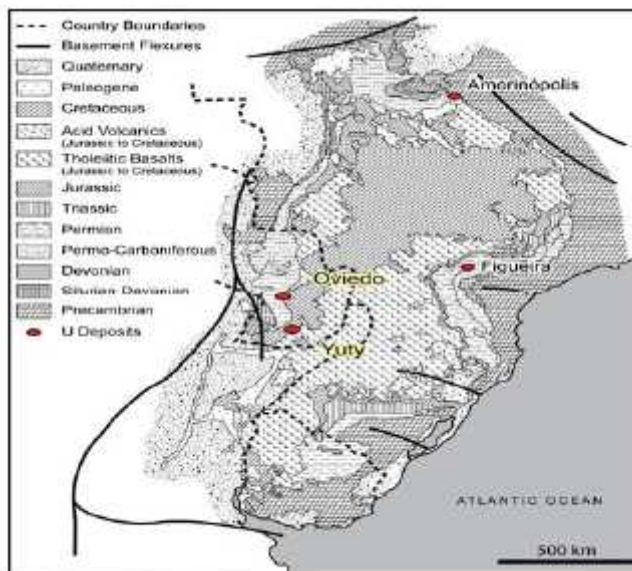 Country Boundaries
Basement Flexures
Quaternary
Paleogene
Cretaceous
Acid Volcanics
(Jurassic to Cretaceous)
Tholeiitic Basalts
(Jurassic to Cretaceous)
Jurassic
Triassic
Permian
Permo-Carboniferous
Devonian
Silurian-Devonian
Precambrian
U Deposits
Amorinópolis
Oviedo
Figueira
Yuty
ATLANTIC OCEAN
500 km